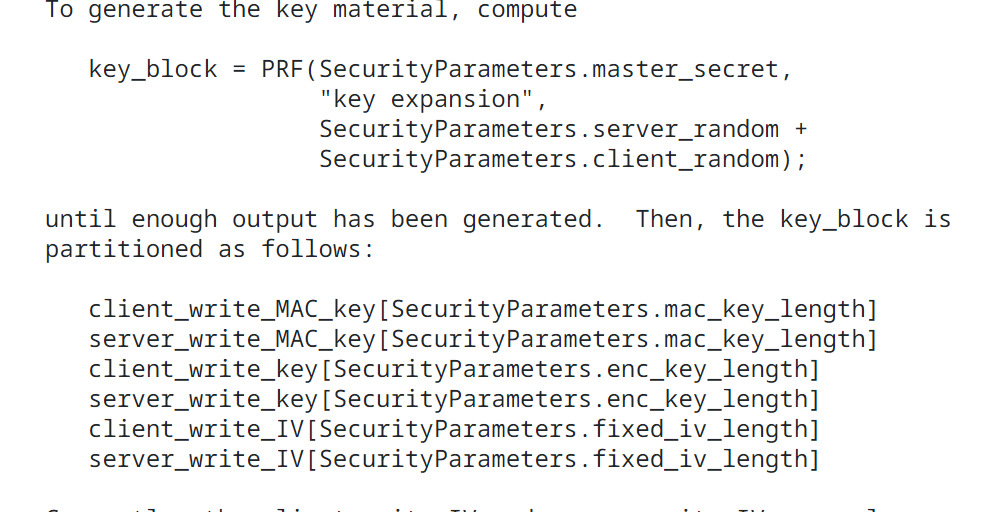 To generate the key material, compute
key_block = PRF(SecurityParameters.master_secret,
"key expansion",
SecurityParameters.server_random +
SecurityParameters.client_random);
until enough output has been generated.  Then, the key_block is
partitioned as follows:
client_write_MAC_key[SecurityParameters.mac_key_length]
server_write_MAC_key[SecurityParameters.mac_key_length]
client_write_key[SecurityParameters.enc_key_length]
server_write_key[SecurityParameters.enc_key_length]
client_write_IV[SecurityParameters.fixed_iv_length]
server_write_IV[SecurityParameters.fixed_iv_length]